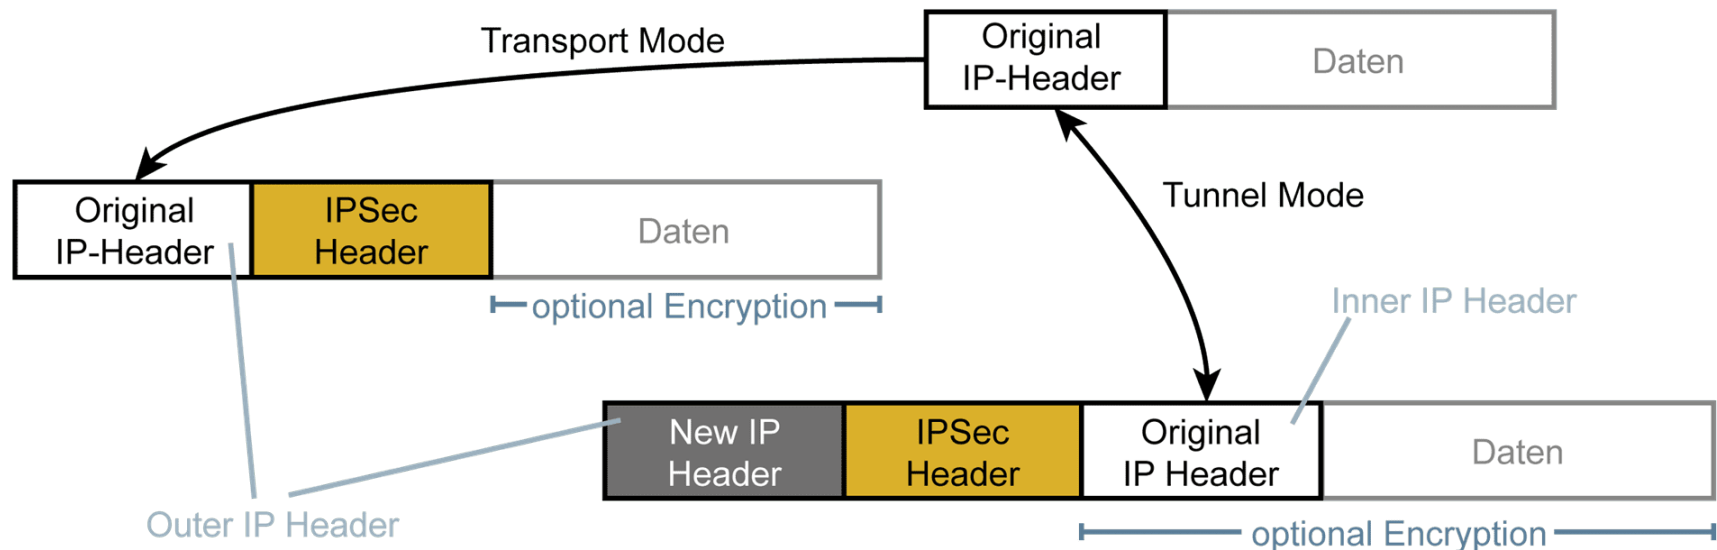 Transport Mode
Original
IP-Header
Daten
Original
IP-Header
IPSec
Header
Daten
Tunnel Mode
optional Encryption
Inner IP Header
New IP
Header
IPSec
Header
Original
IP Header
Daten
Outer IP Header
optional Encryption